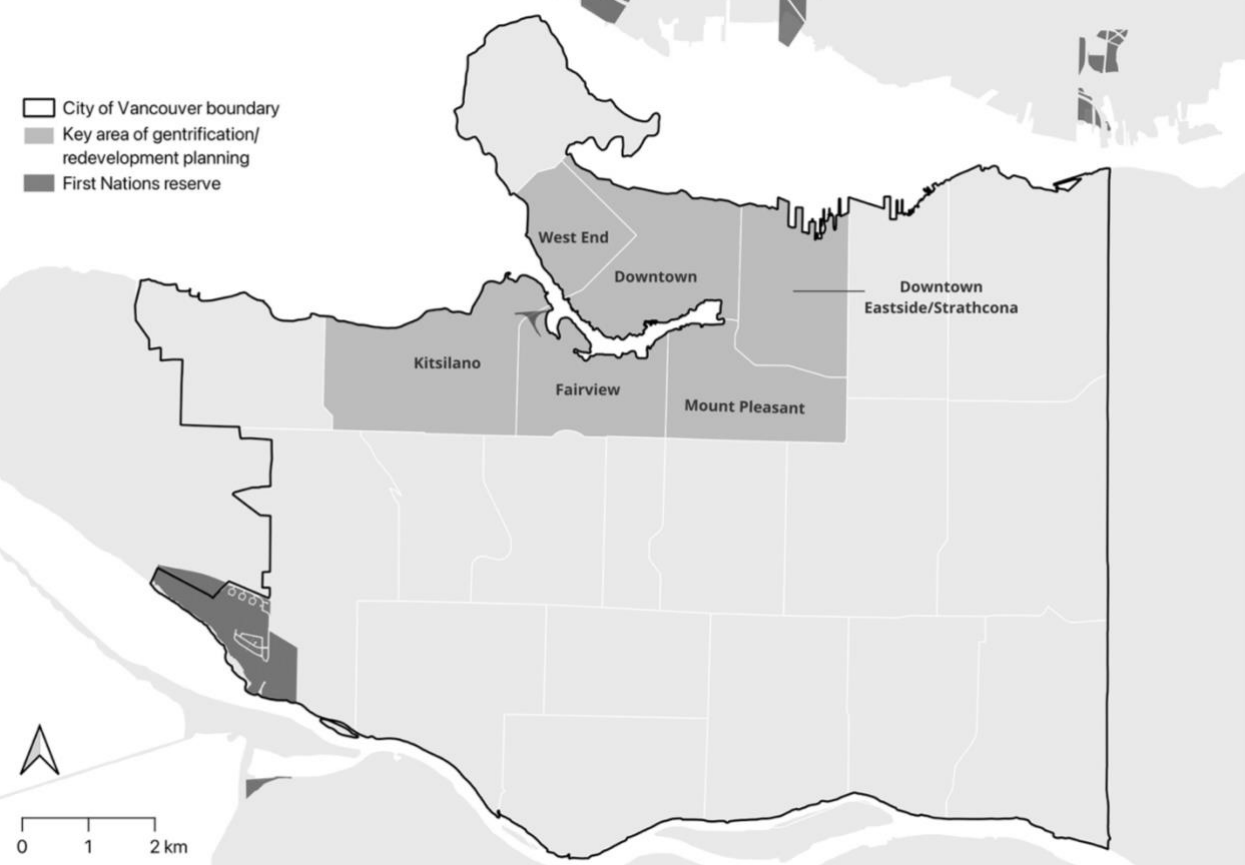 City of Vancouver boundary
Key area of gentrification/
redevelopment planning
First Nations reserve
West End
Downtown
Downtown
Eastside/Strathcona
Kitsilano
Fairview
Mount Pleasant
0 1 2 km